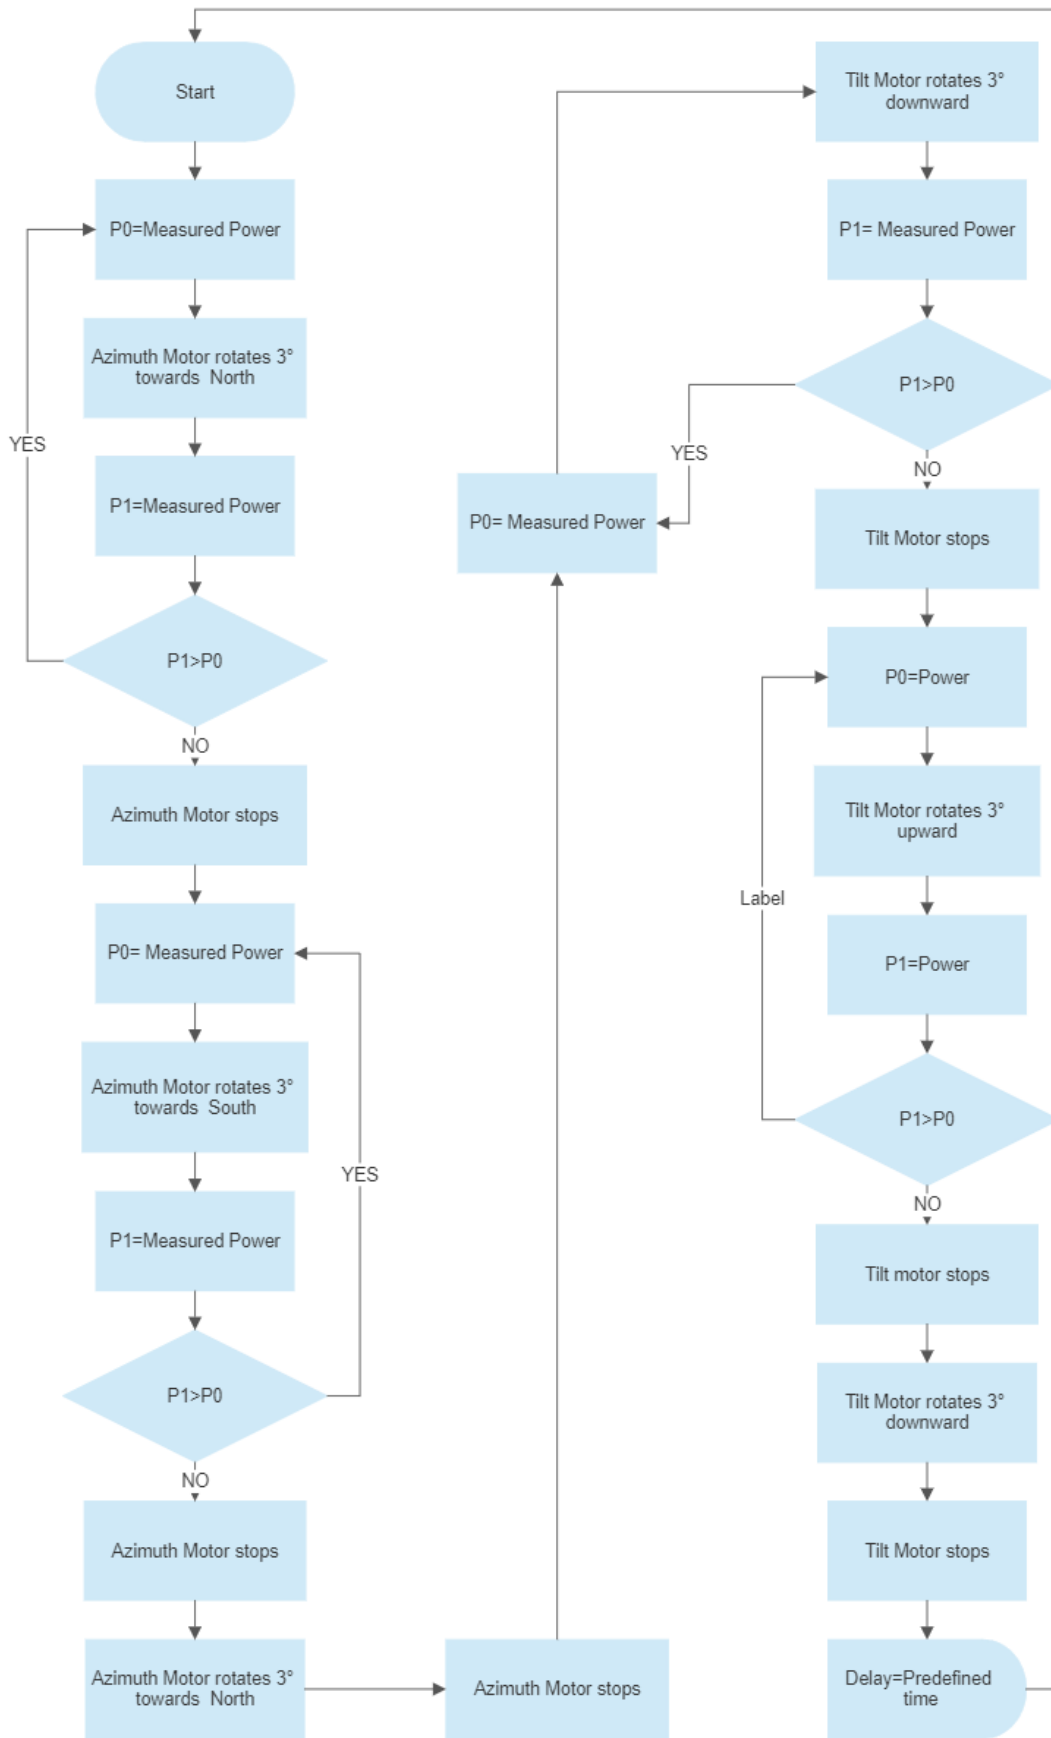 Start
P0=Measured Power
Azimuth Motor rotates 3°
towards North
YES
P1=Measured Power
P1>P0
NO
Azimuth Motor stops
P0= Measured Power
Azimuth Motor rotates 3°
towards South
YES
P1=Measured Power
P1>P0
NO
Azimuth Motor stops
Azimuth Motor rotates 3°
towards North
Azimuth Motor stops
P0= Measured Power
Tilt Motor rotates 3°
downward
P1= Measured Power
P1>P0
YES
NO
Tilt Motor stops
P0=Power
Tilt Motor rotates 3°
upward
Label
P1=Power
P1>P0
NO
Tilt motor stops
Tilt Motor rotates 3°
downward
Tilt Motor stops
Delay=Predefined
time